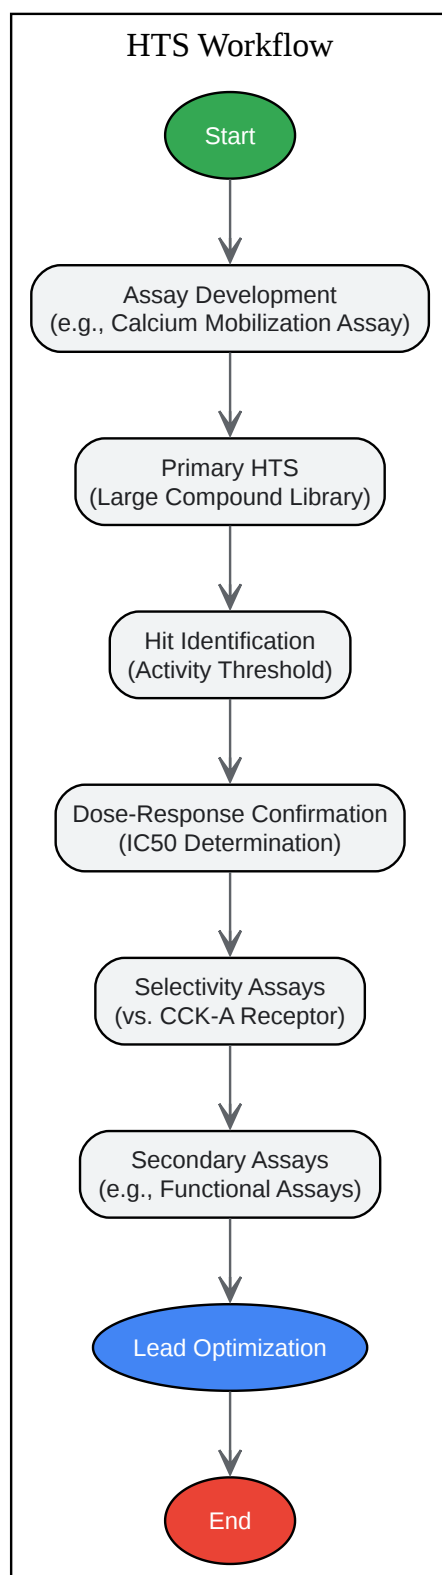 HTS Workflow
Start
Assay Development
(e.g., Calcium Mobilization Assay)
Primary HTS
(Large Compound Library)
Hit Identification
(Activity Threshold)
Dose-Response Confirmation
(IC50 Determination)
Selectivity Assays
(vs. CCK-A Receptor)
Secondary Assays
(e.g., Functional Assays)
Lead Optimization
End